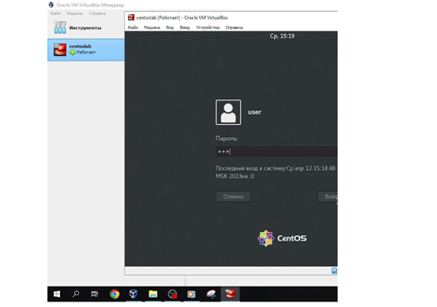 Oracle VM VirtualBox Менеджер
Файл Машина Справка
Инструменты
centoslab
Работает
centoslab [Работает] - Oracle VM VirtualBox
Файл Машина Вид Ввод Устройства Справка
Ср, 15:19
user
Пароль:
Последний вход в систему:Ср апр 12 15:14:48
MSK 2023на :0
Отмена
Войд
CentOS